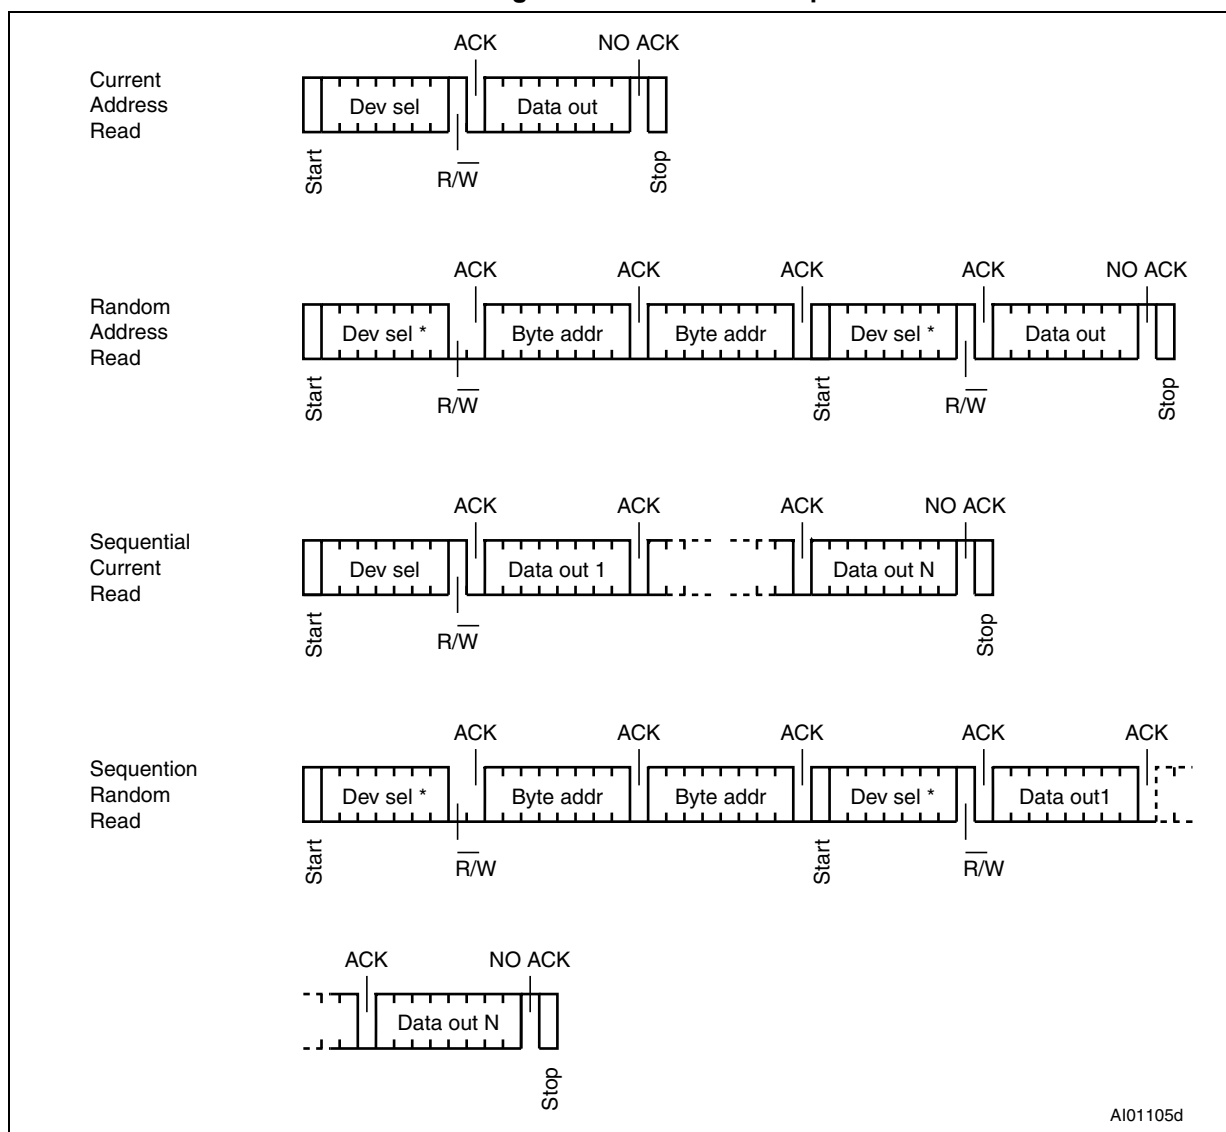 ACK NO ACK
Current
Address
Read
Dev sel Data out
Start R/W Stop
ACK ACK ACK ACK NO ACK
Random
Address
Read
Dev sel * Byte addr Byte addr Dev sel * Data out
Start R/W Start R/W Stop
ACK ACK ACK NO ACK
Sequential
Current
Read
Dev sel Data out 1 Data out N
Start R/W Stop
ACK ACK ACK ACK ACK
Sequention
Random
Read
Dev sel * Byte addr Byte addr Dev sel * Data out1
Start R/W Start R/W
ACK NO ACK
Data out N
Stop
AI01105d